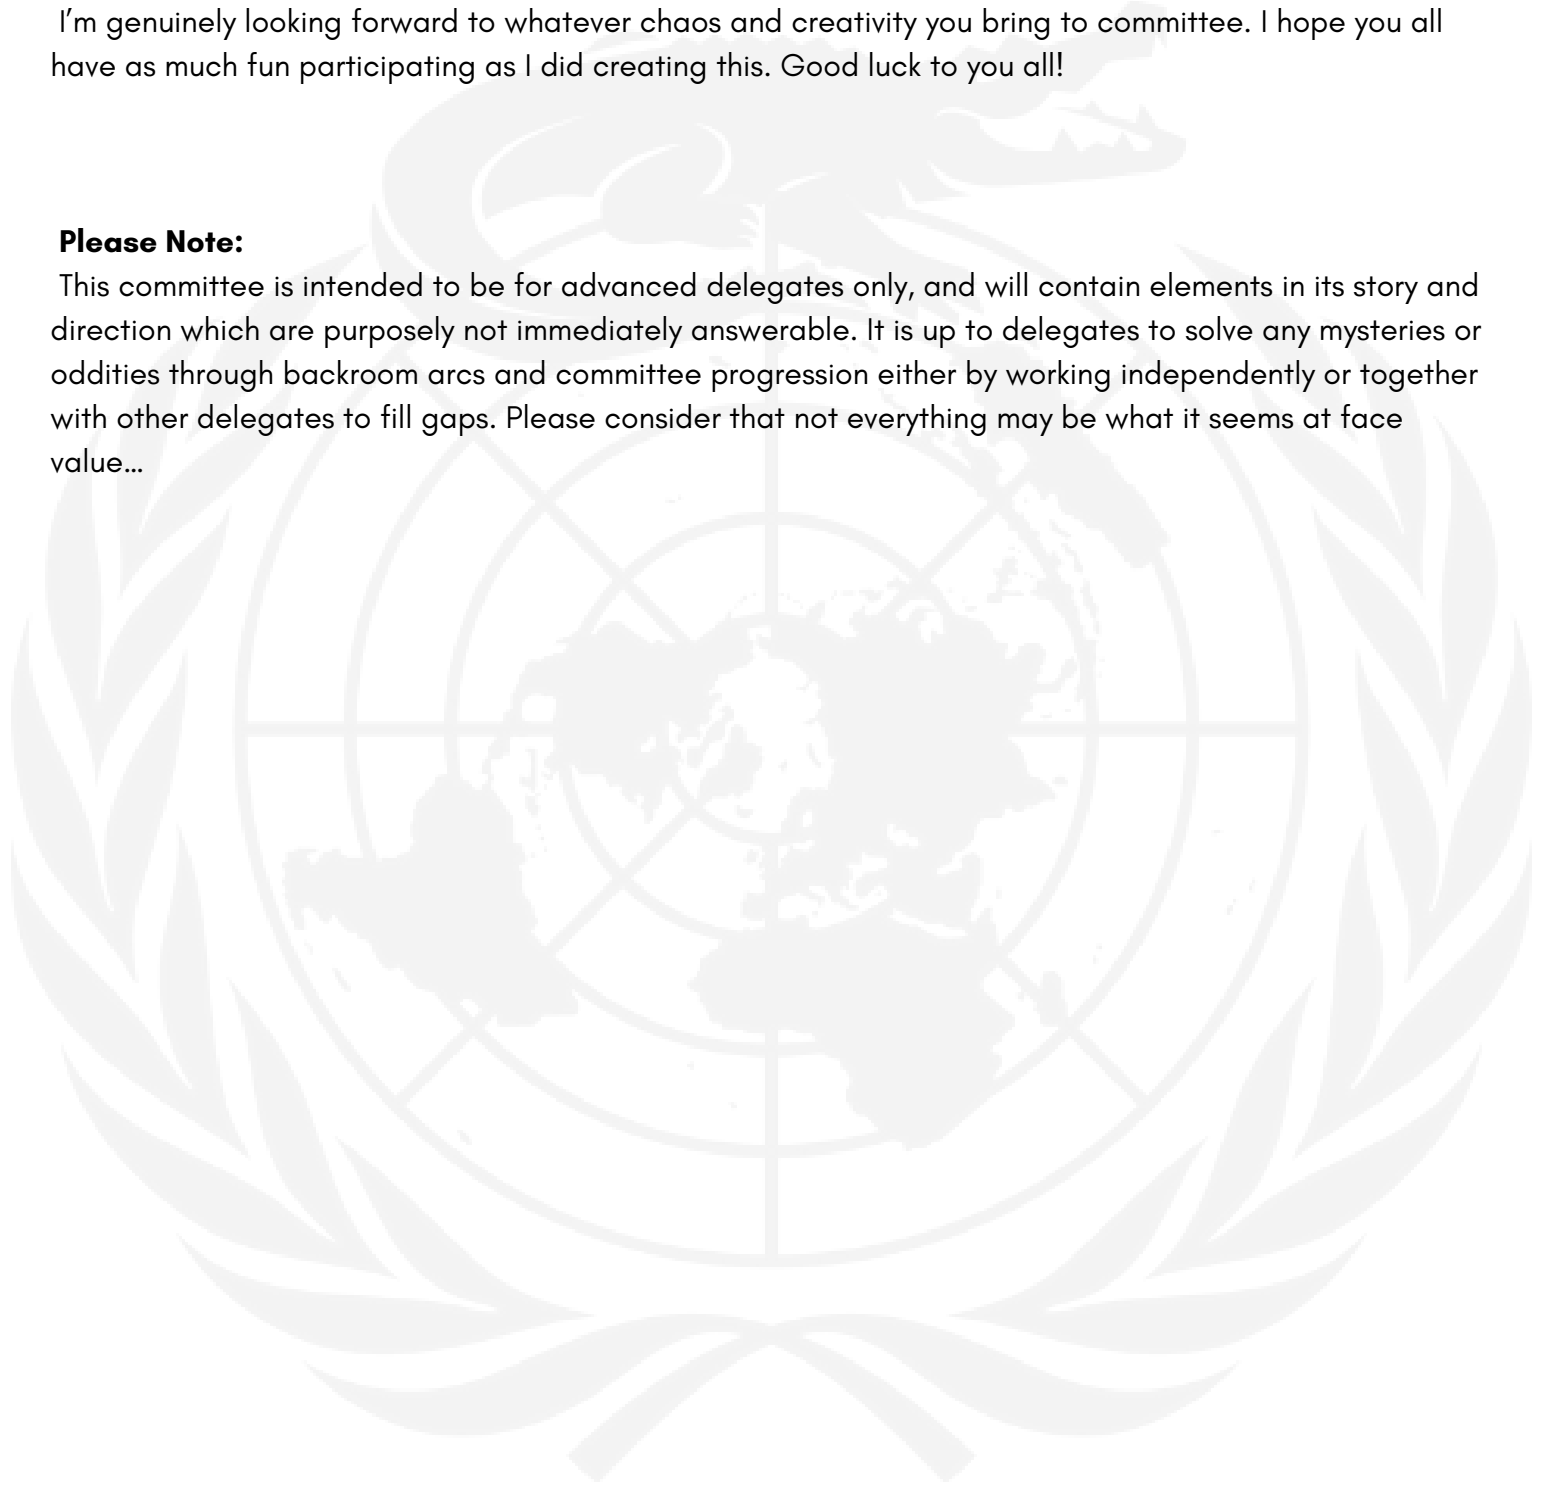 I'm genuinely looking forward to whatever chaos and creativity you bring to committee. I hope you all
have as much fun participating as I did creating this. Good luck to you all!
Please Note:
This committee is intended to be for advanced delegates only, and will contain elements in its story and
direction which are purposely not immediately answerable. It is up to delegates to solve any mysteries or
oddities through backroom arcs and committee progression either by working independently or together
with other delegates to fill gaps. Please consider that not everything may be what it seems at face
value...